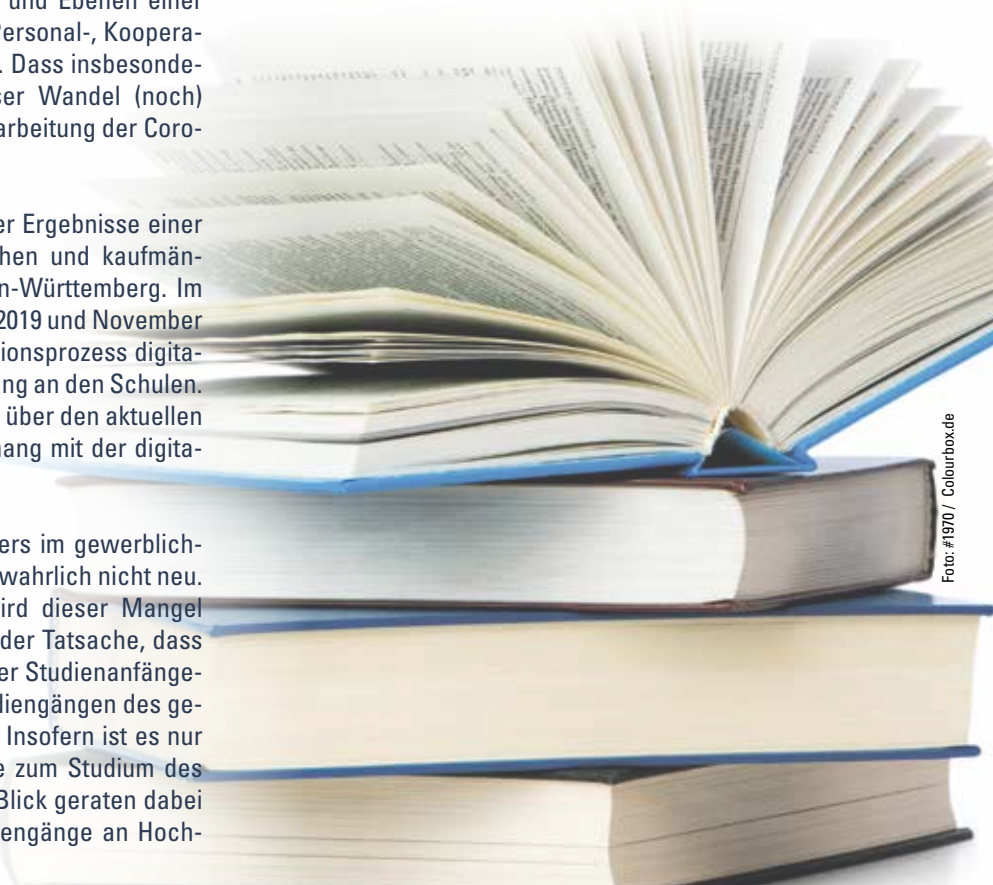 und Ebenen einer
Personal-, Koopera-
. Dass insbesonde-
ser Wandel (noch)
arbeitung der Coro-
er Ergebnisse einer
hen und kaufmän-
n-Württemberg. Im
2019 und November
ionsprozess digita-
ng an den Schulen.
über den aktuellen
nang mit der digita-
ers im gewerblich-
wahrlich nicht neu.
ird dieser Mangel
der Tatsache, dass
er Studienanfänge-
diengängen des ge-
Insofern ist es nur
e zum Studium des
Blick geraten dabei
engänge an Hoch-
Foto: #1970 / Colourbox.de